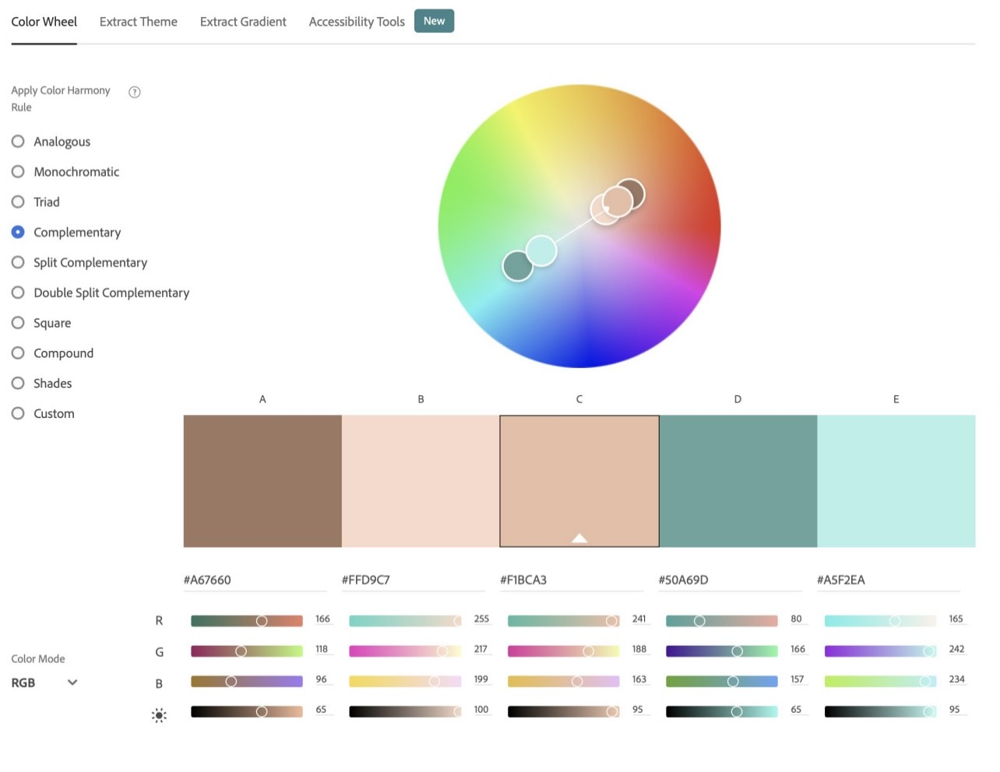 Color Wheel Extract Theme Extract Gradient Accessibility Tools New
Apply Color Harmony ?
Rule
Analogous
Monochromatic
Triad
Complementary
Split Complementary
Double Split Complementary
Square
Compound
Shades
Custom
A B C D E
#A67660 #FFD9C7 #F1BCA3 #50A69D #A5F2EA
R 166 255 241 80 165
G 118 217 188 166 242
Color Mode
RGB
B 96 199 163 157 234
65 100 95 65 95